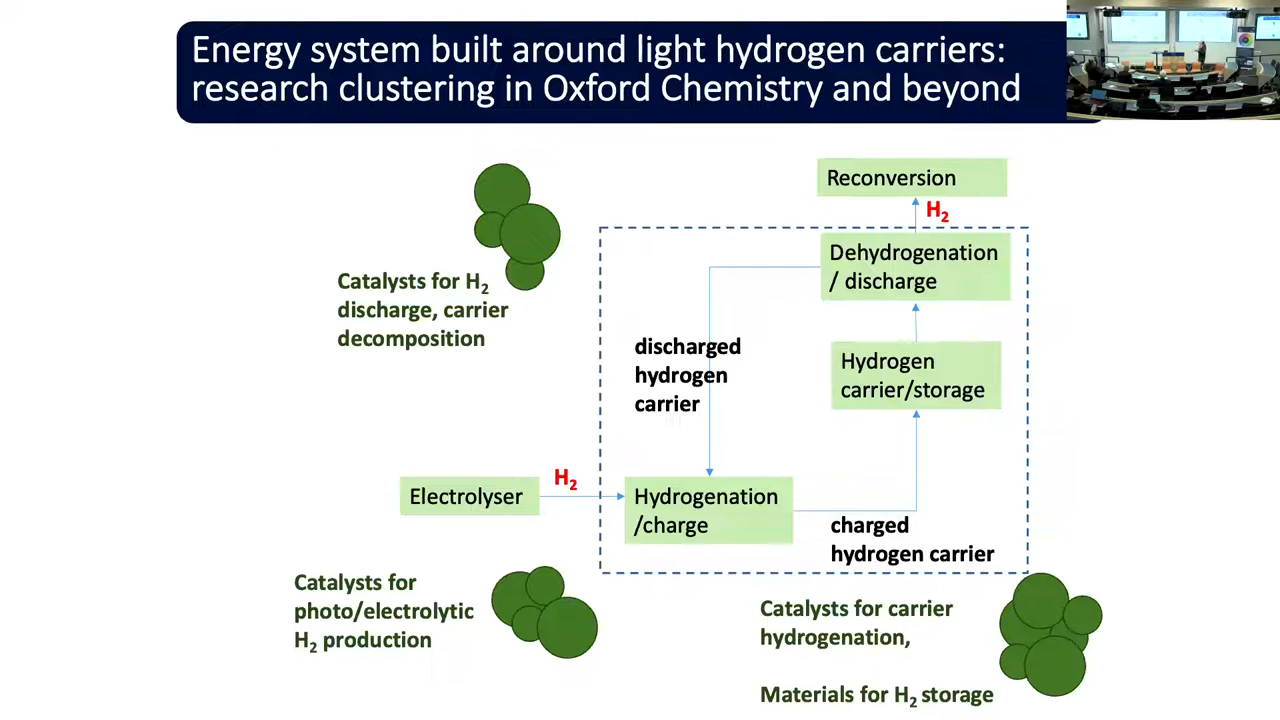 Energy system built around light hydrogen carriers:
research clustering in Oxford Chemistry and beyond
Reconversion
H₂
Dehydrogenation
/ discharge
Catalysts for H₂
discharge, carrier
decomposition
discharged
hydrogen
carrier
Hydrogen
carrier/storage
Electrolyser
H₂
Hydrogenation
/charge
charged
hydrogen carrier
Catalysts for
photo/electrolytic
H₂ production
Catalysts for carrier
hydrogenation,
Materials for H₂ storage